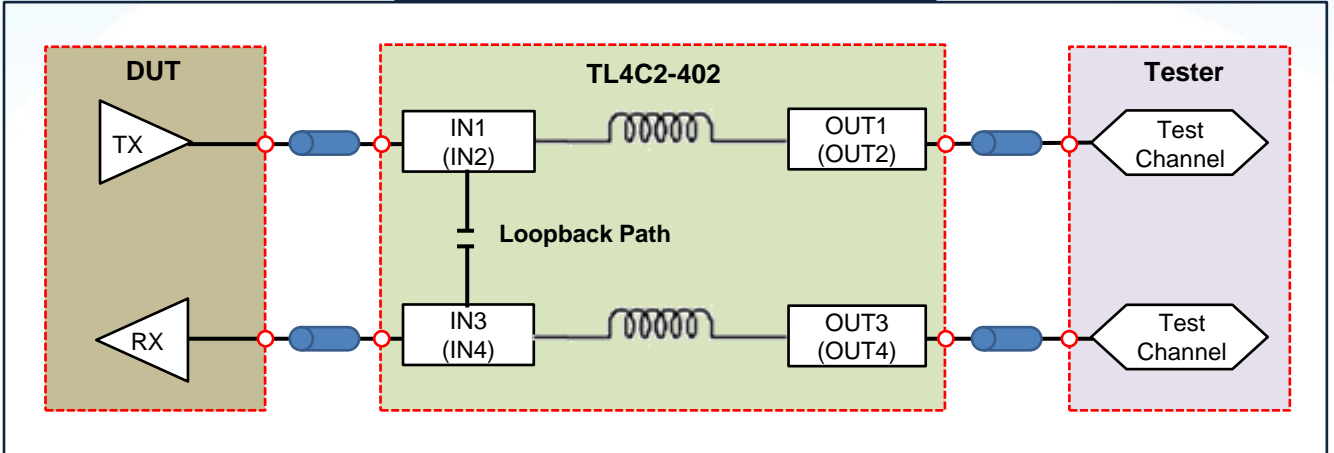 DUT
TL4C2-402
Tester
TX
IN1
(IN2)
OUT1
(OUT2)
Test
Channel
Loopback Path
RX
IN3
(IN4)
OUT3
(OUT4)
Test
Channel